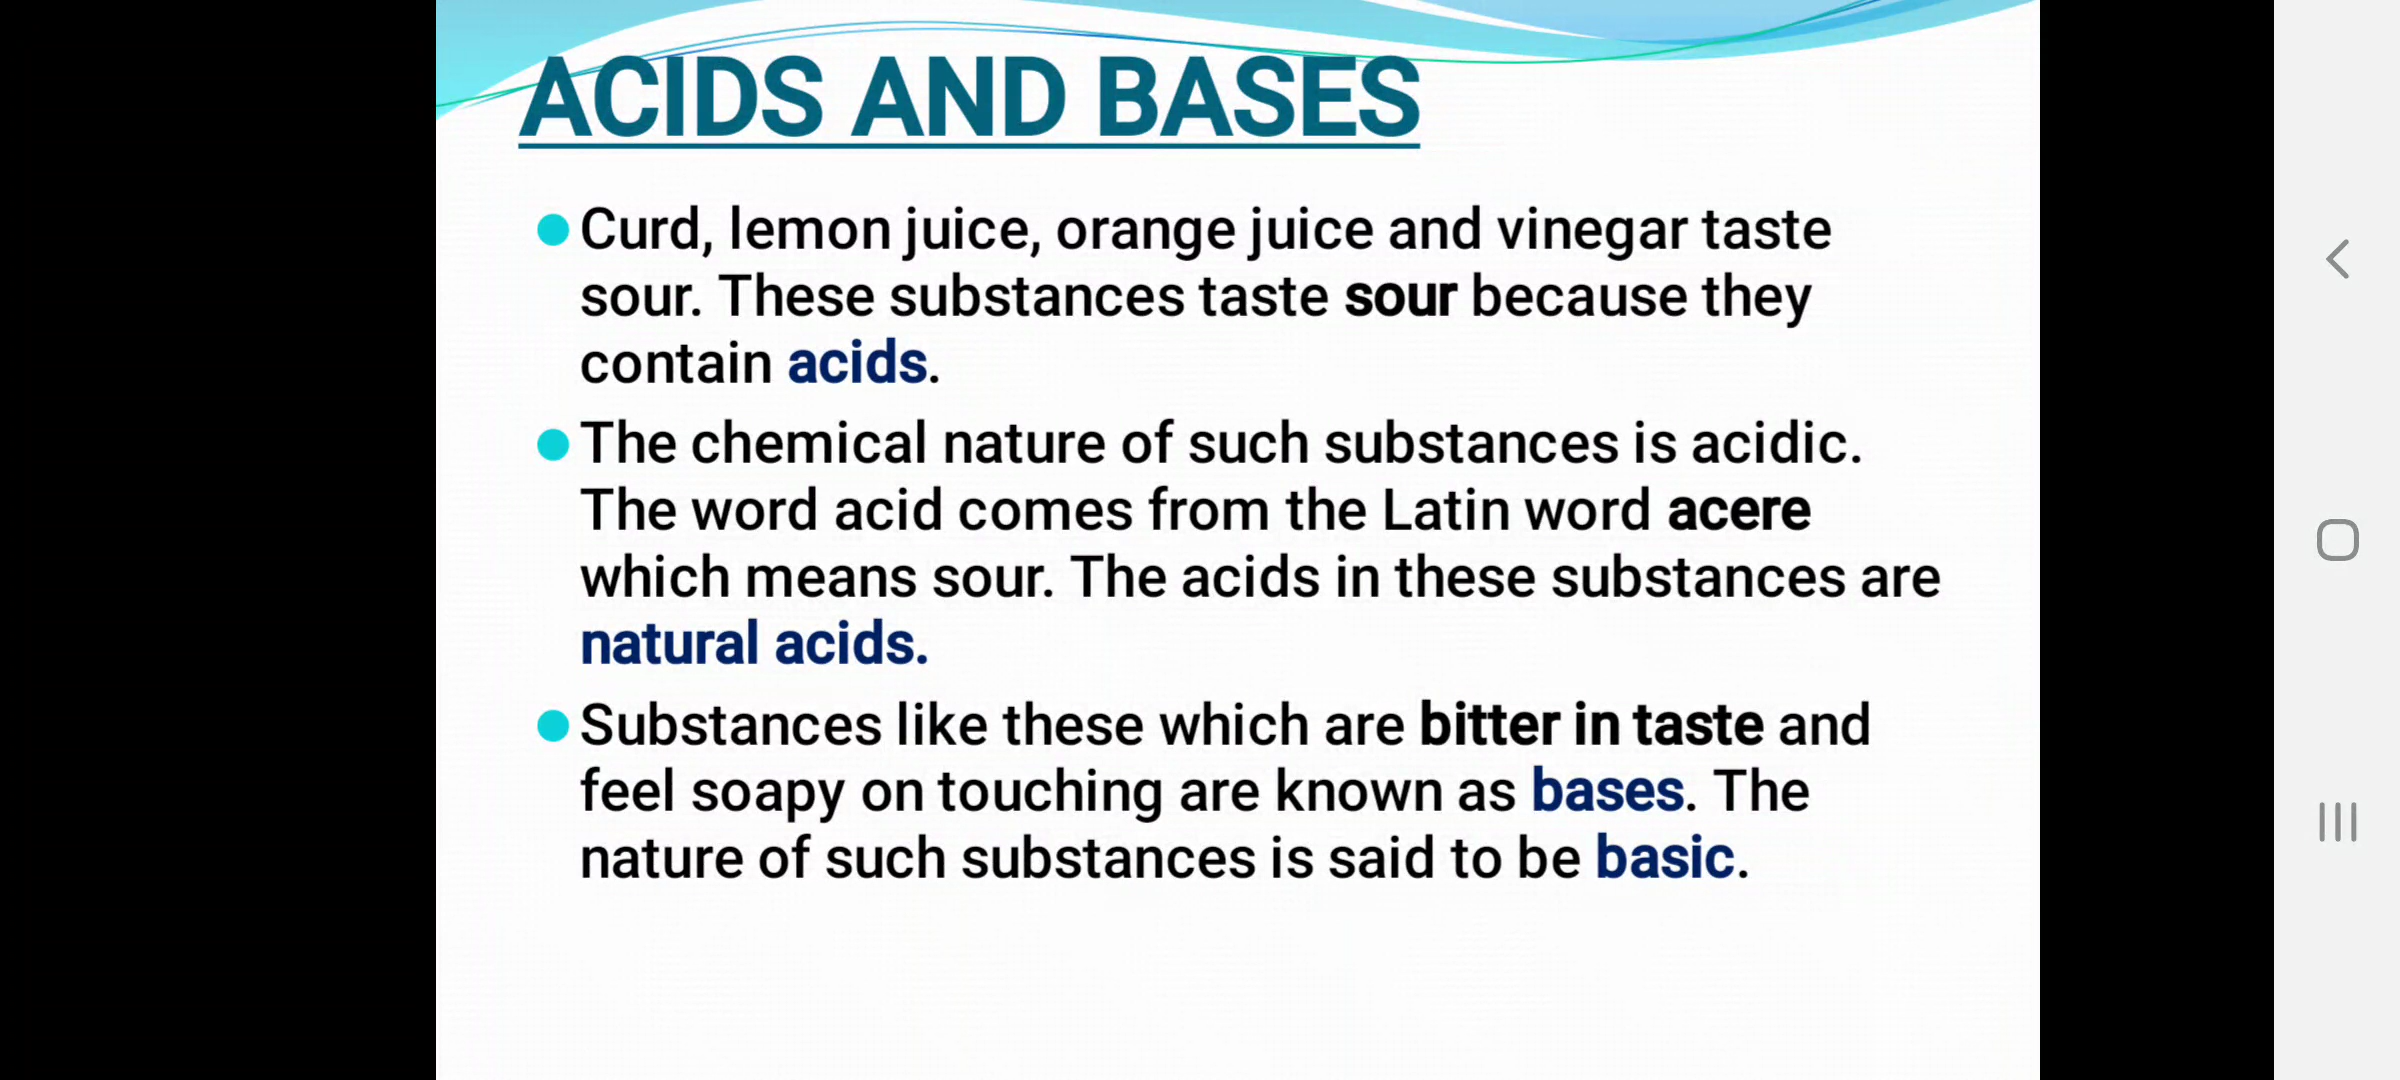 ACIDS AND BASES
Curd, lemon juice, orange juice and vinegar taste
sour. These substances taste sour because they
contain acids.
The chemical nature of such substances is acidic.
The word acid comes from the Latin word acere
which means sour. The acids in these substances are
natural acids.
Substances like these which are bitter in taste and
feel soapy on touching are known as bases. The
nature of such substances is said to be basic.